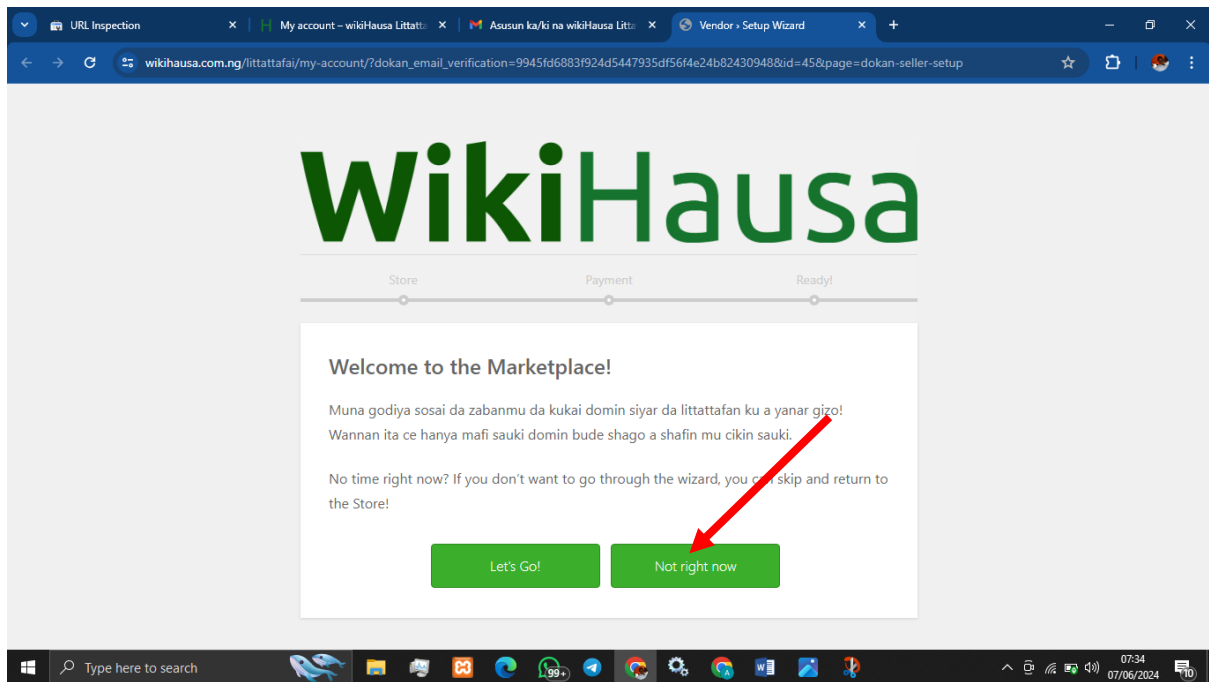 URL Inspection
My account – wikiHausa Littatta
Asusun ka/ki na wikiHausa Litta
Vendor › Setup Wizard
wikihausa.com.ng/littattafai/my-account/?dokan_email_verification=9945fd6883f924d5447935df56f4e24b82430948&id=45&page=dokan-seller-setup
WikiHausa
Store Payment Ready!
Welcome to the Marketplace!
Muna godiya sosai da zabanmu da kukai domin siyar da littattafan ku a yanar gizo!
Wannan ita ce hanya mafi sauki domin bude shago a shafin mu cikin sauki.
No time right now? If you don't want to go through the wizard, you can skip and return to
the Store!
Let's Go! Not right now
Type here to search
99+
07:34
07/06/2024
10